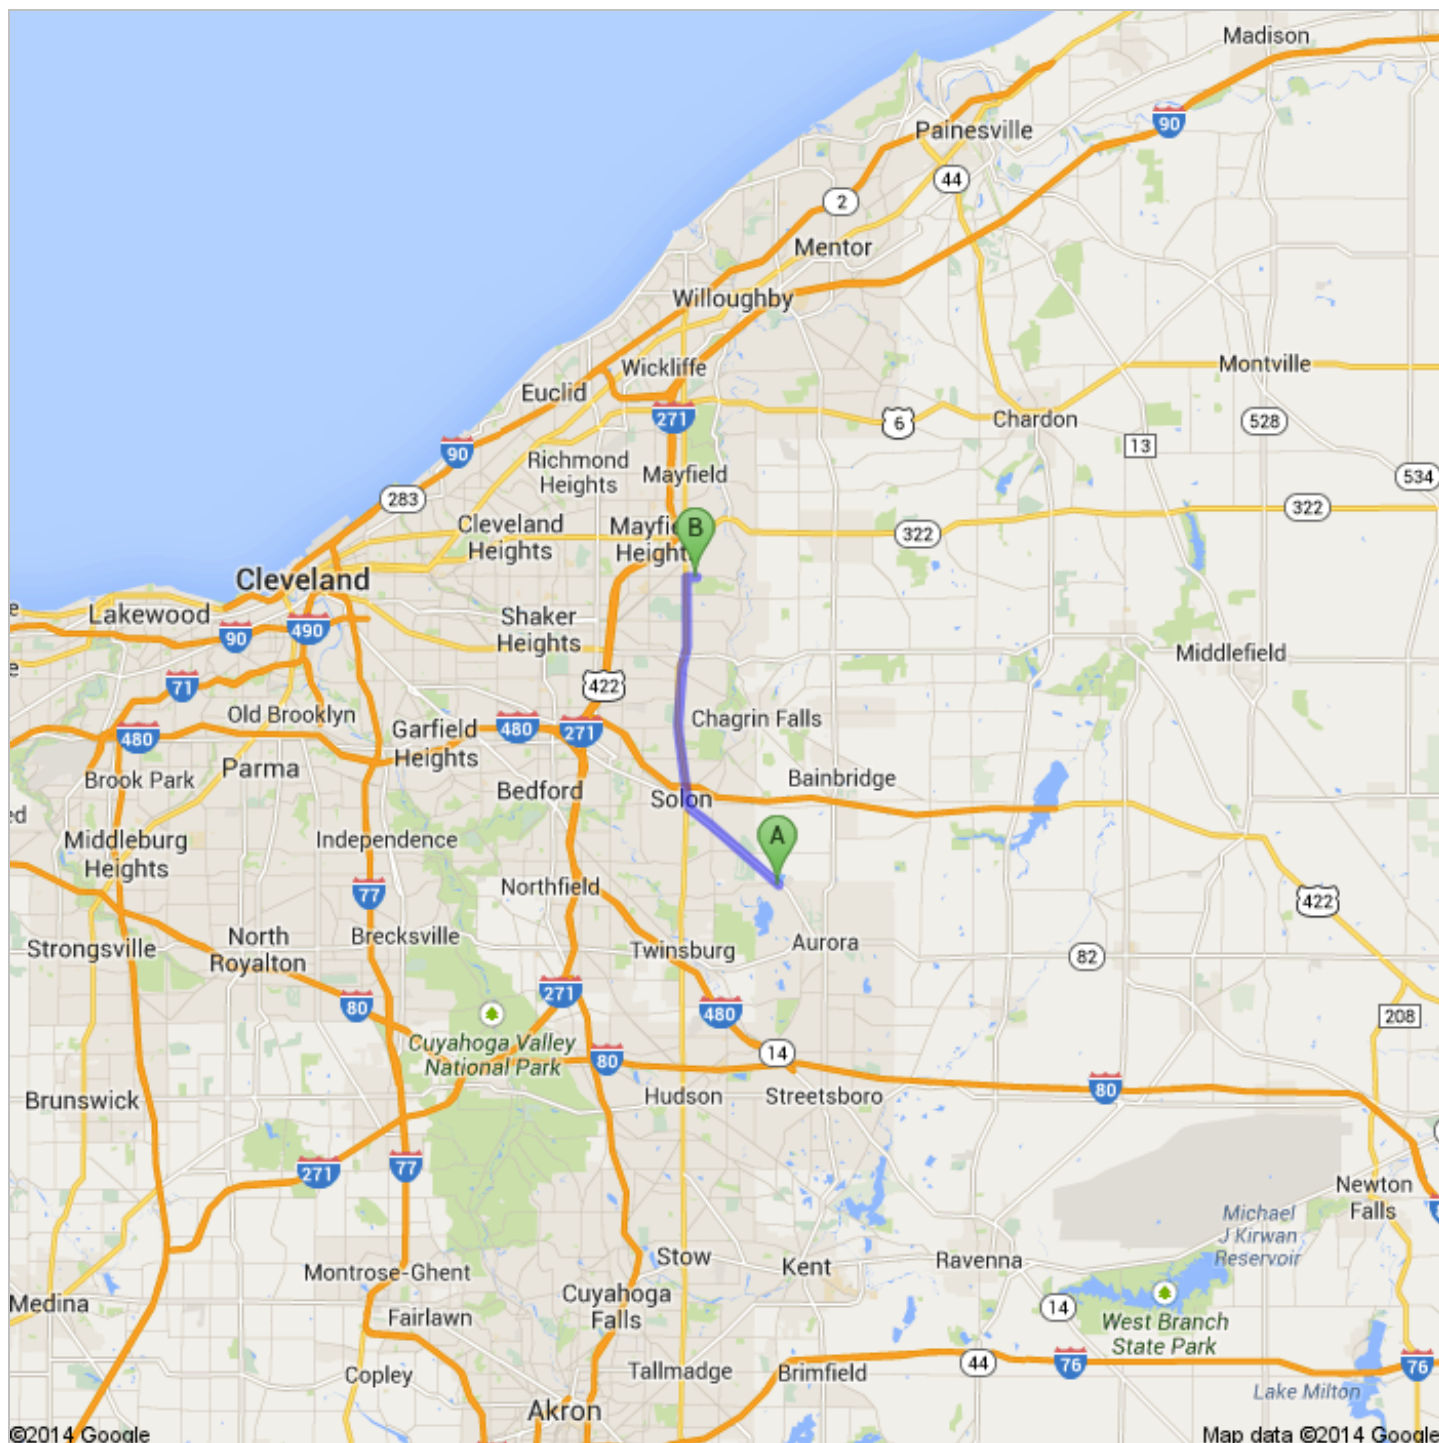 Madison
90
Painesville
44
2
Mentor
Willoughby
Wickliffe
Montville
Euclid
271
6
Chardon
528
13
90
Richmond
Heights
Mayfield
534
283
322
Cleveland
Heights
B
322
Cleveland
Lakewood
Shaker
Heights
90
490
Middlefield
71
422
Old Brooklyn
Chagrin Falls
480
Garfield
Heights
480
271
Brook Park
Parma
Bedford
Bainbridge
Solon
Middleburg
Heights
Independence
A
77
Northfield
422
Strongsville
North
Royalton
Brecksville
Twinsburg
Aurora
82
271
80
480
208
Cuyahoga Valley
National Park
80
14
80
Brunswick
Hudson
Streetsboro
271
77
Newton
Falls
Michael
J Kirwan
Reservoir
Stow
Kent
Ravenna
Montrose-Ghent
Medina
Fairlawn
Cuyahoga
Falls
14
West Branch
State Park
Copley
Tallmadge
Brimfield
44
76
76
Lake Milton
Akron
©2014 Google
Map data ©2014 Google